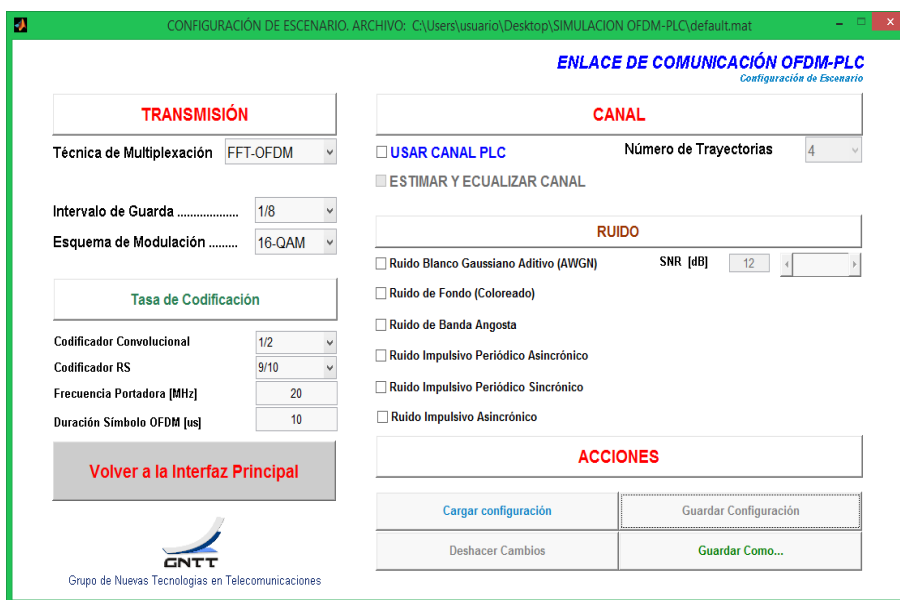 CONFIGURACIÓN DE ESCENARIO. ARCHIVO: C:\Users\usuario\Desktop\SIMULACION OFDM-PLC\default.mat
ENLACE DE COMUNICACIÓN OFDM-PLC
Configuración de Escenario
TRANSMISIÓN
Técnica de Multiplexación FFT-OFDM
Intervalo de Guarda ................... 1/8
Esquema de Modulación ......... 16-QAM
Tasa de Codificación
Codificador Convolucional 1/2
Codificador RS 9/10
Frecuencia Portadora [MHz] 20
Duración Símbolo OFDM [us] 10
Volver a la Interfaz Principal
GNTT
Grupo de Nuevas Tecnologías en Telecomunicaciones
CANAL
USAR CANAL PLC Número de Trayectorias 4
ESTIMAR Y ECUALIZAR CANAL
RUIDO
Ruido Blanco Gaussiano Aditivo (AWGN) SNR [dB] 12
Ruido de Fondo (Coloreado)
Ruido de Banda Angosta
Ruido Impulsivo Periódico Asincrónico
Ruido Impulsivo Periódico Sincrónico
Ruido Impulsivo Asincrónico
ACCIONES
Cargar configuración Guardar Configuración
Deshacer Cambios Guardar Como...